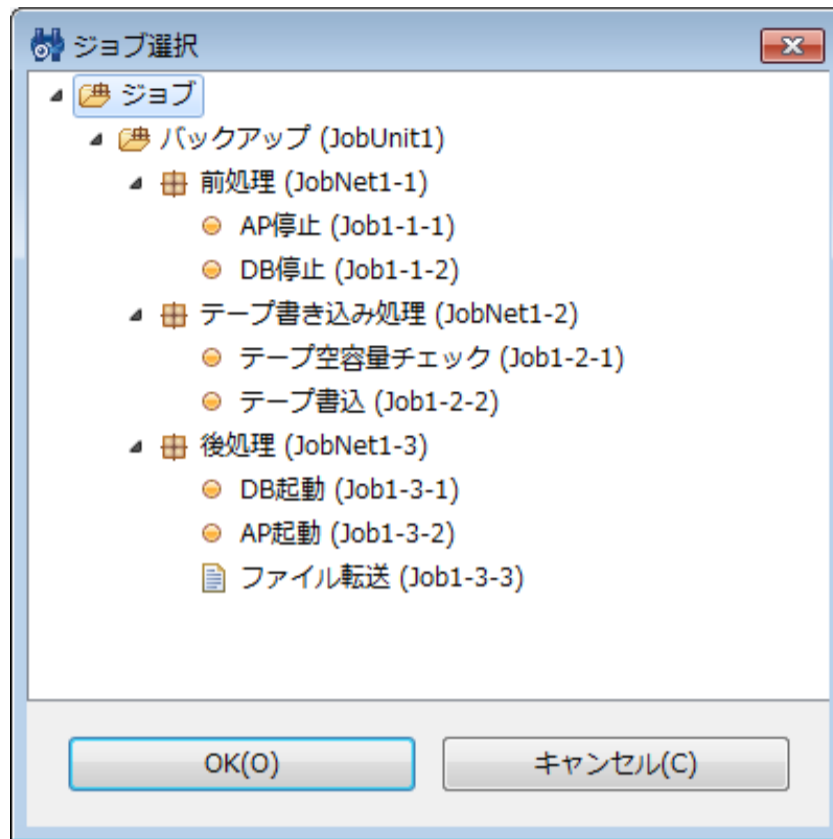 ジョブ選択
ジョブ
バックアップ (JobUnit1)
前処理 (JobNet1-1)
AP停止 (Job1-1-1)
DB停止 (Job1-1-2)
テープ書き込み処理 (JobNet1-2)
テープ空容量チェック (Job1-2-1)
テープ書込 (Job1-2-2)
後処理 (JobNet1-3)
DB起動 (Job1-3-1)
AP起動 (Job1-3-2)
ファイル転送 (Job1-3-3)
OK(O) キャンセル(C)